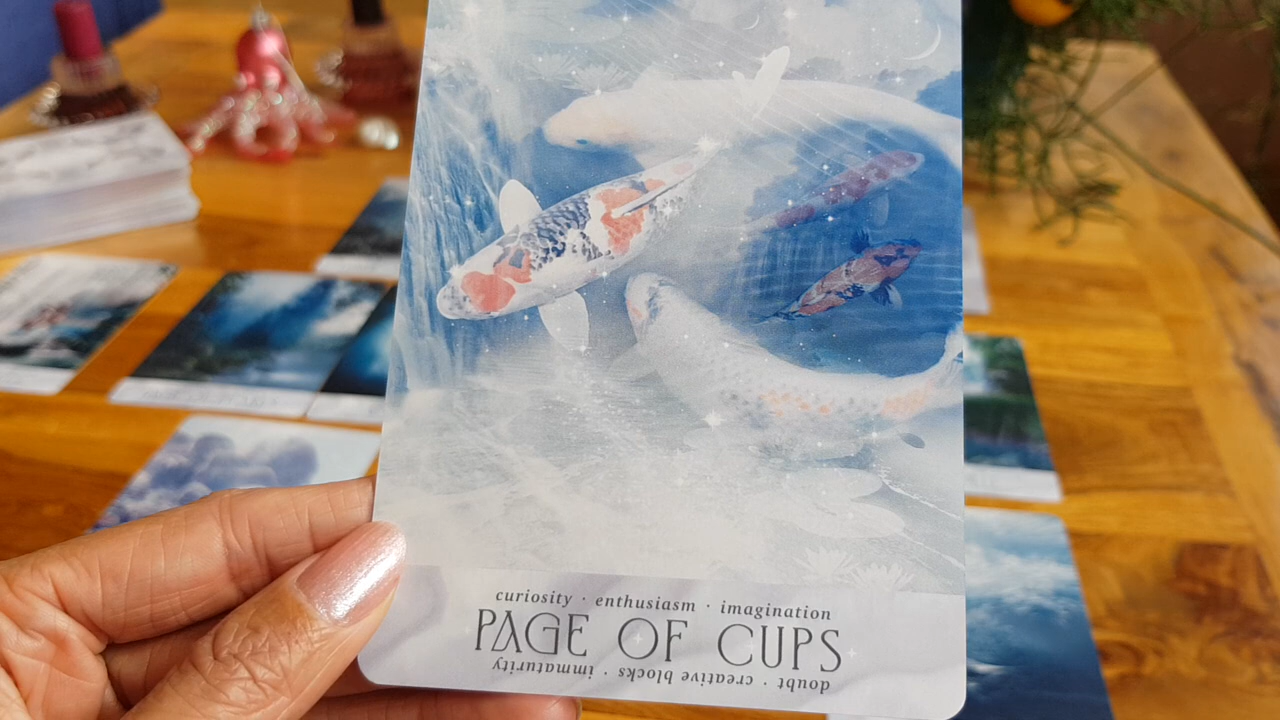 curiosity · enthusiasm · imagination
PAGE OF CUPS
doubt · creative blocks · immaturity